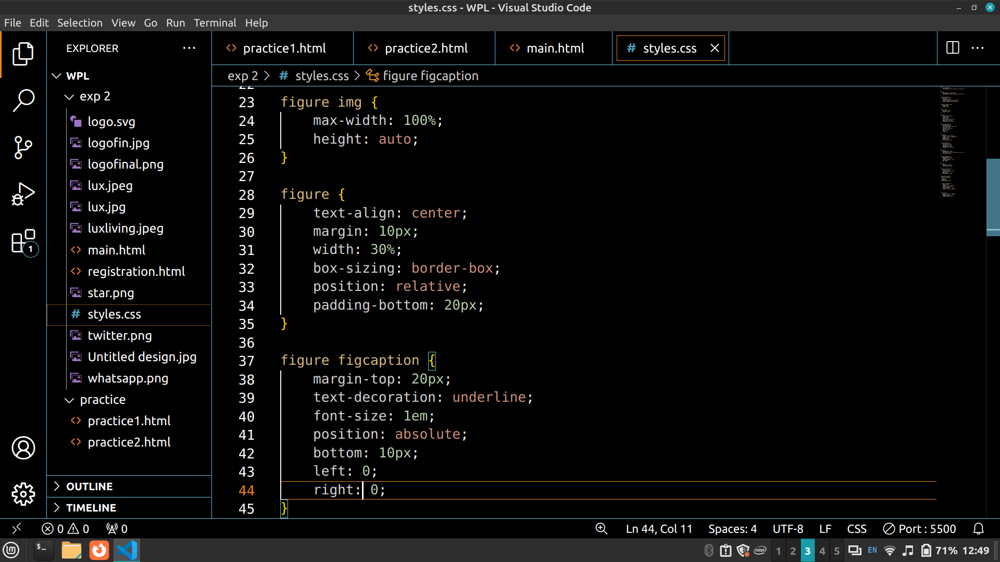 styles.css - WPL - Visual Studio Code
File Edit Selection View Go Run Terminal Help
EXPLORER
WPL
exp 2
logo.svg
logofin.jpg
logofinal.png
lux.jpeg
lux.jpg
luxliving.jpeg
main.html
registration.html
star.png
styles.css
twitter.png
Untitled design.jpg
whatsapp.png
practice
practice1.html
practice2.html
OUTLINE
TIMELINE
1
practice1.html practice2.html main.html # styles.css
exp 2 > # styles.css > figure figcaption
23 figure img {
24 max-width: 100%;
25 height: auto;
26 }
27
28 figure {
29 text-align: center;
30 margin: 10px;
31 width: 30%;
32 box-sizing: border-box;
33 position: relative;
34 padding-bottom: 20px;
35 }
36
37 figure figcaption {
38 margin-top: 20px;
39 text-decoration: underline;
40 font-size: 1em;
41 position: absolute;
42 bottom: 10px;
43 left: 0;
44 right: 0;
45 }
0 0 0 Ln 44, Col 11 Spaces: 4 UTF-8 LF CSS Port : 5500
intel 1 2 3 4 5 EN 71% 12:49